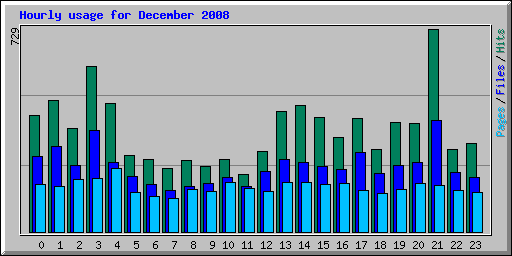 Hourly usage for December 2008
729
Pages/Files/Hits
0 1 2 3 4 5 6 7 8 9 10 11 12 13 14 15 16 17 18 19 20 21 22 23